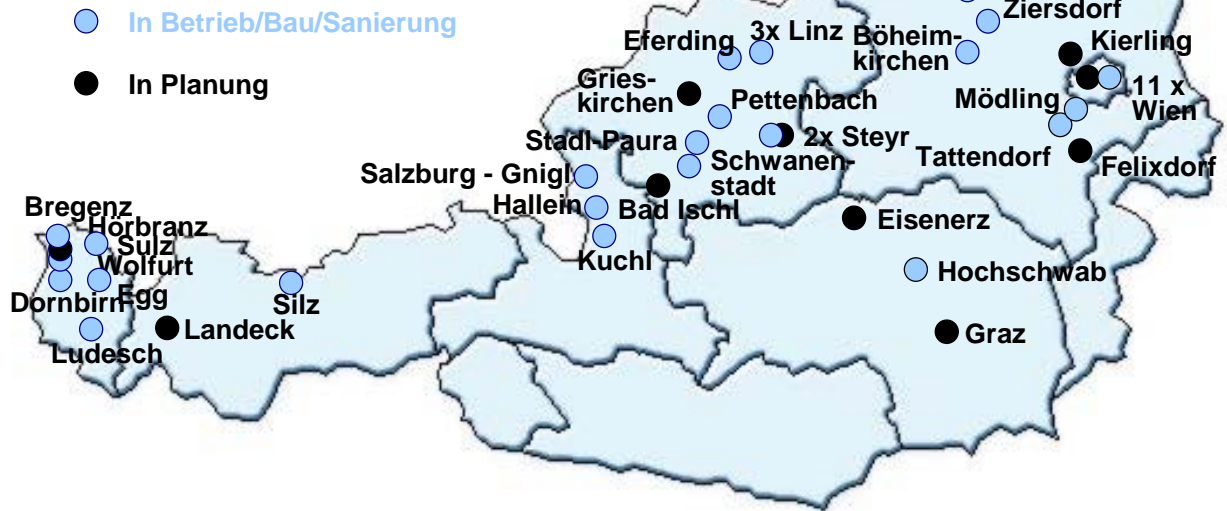 In Betrieb/Bau/Sanierung
In Planung
Ziersdorf
3x Linz
Eferding
Böheim-
kirchen
Kierling
Gries-
kirchen
11 x
Wien
Mödling
Pettenbach
Stadl-Paura
2x Steyr
Tattendorf
Felixdorf
Schwanen-
stadt
Salzburg - Gnigl
Hallein
Bad Ischl
Eisenerz
Bregenz
Hörbranz
Sulz
Wolfurt
Kuchl
Hochschwab
Dornbirn
Egg
Silz
Landeck
Graz
Ludesch